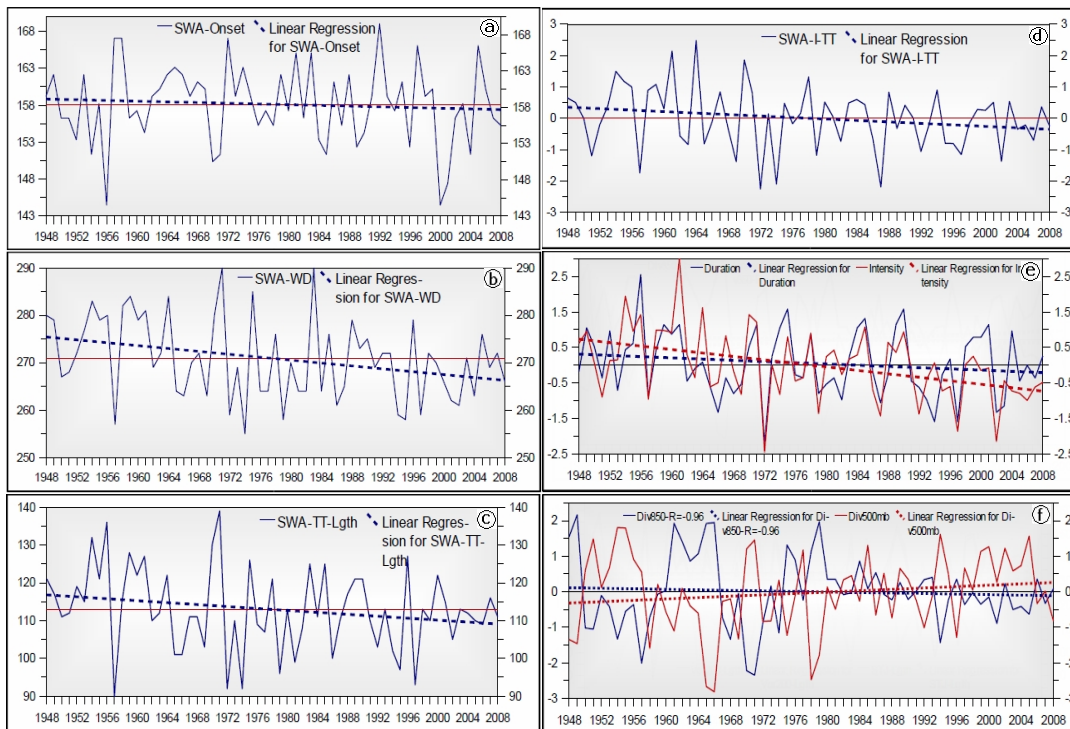 SWA-Onset Linear Regression
for SWA-Onset
a
168 168
163 163
158 158
153 153
148 148
143 143
1948 1952 1956 1960 1964 1968 1972 1976 1980 1984 1988 1992 1996 2000 2004 2008
SWA-WD Linear Regres-
sion for SWA-WD
b
290 290
280 280
270 270
260 260
250 250
1948 1952 1956 1960 1964 1968 1972 1976 1980 1984 1988 1992 1996 2000 2004 2008
SWA-TT-Lgth Linear Regres-
sion for SWA-TT-
Lgth
c
140 140
130 130
120 120
110 110
100 100
90 90
1948 1952 1956 1960 1964 1968 1972 1976 1980 1984 1988 1992 1996 2000 2004 2008
SWA-I-TT Linear Regression
for SWA-I-TT
d
3 3
2 2
1 1
0 0
-1 -1
-2 -2
-3 -3
1948 1952 1956 1960 1964 1968 1972 1976 1980 1984 1988 1992 1996 2000 2004 2008
Duration Linear Regression for Intensity Linear Regression for In
Duration tensity
e
2.5 2.5
1.5 1.5
0.5 0.5
-0.5 -0.5
-1.5 -1.5
-2.5 -2.5
1948 1952 1956 1960 1964 1968 1972 1976 1980 1984 1988 1992 1996 2000 2004 2008
Div850-R=-0.96 Linear Regression for Di- Div500mb Linear Regression for Di-
v850-R=-0.96 v500mb
f
2 2
1 1
0 0
-1 -1
-2 -2
-3 -3
1948 1952 1956 1960 1964 1968 1972 1976 1980 1984 1988 1992 1996 2000 2004 2008